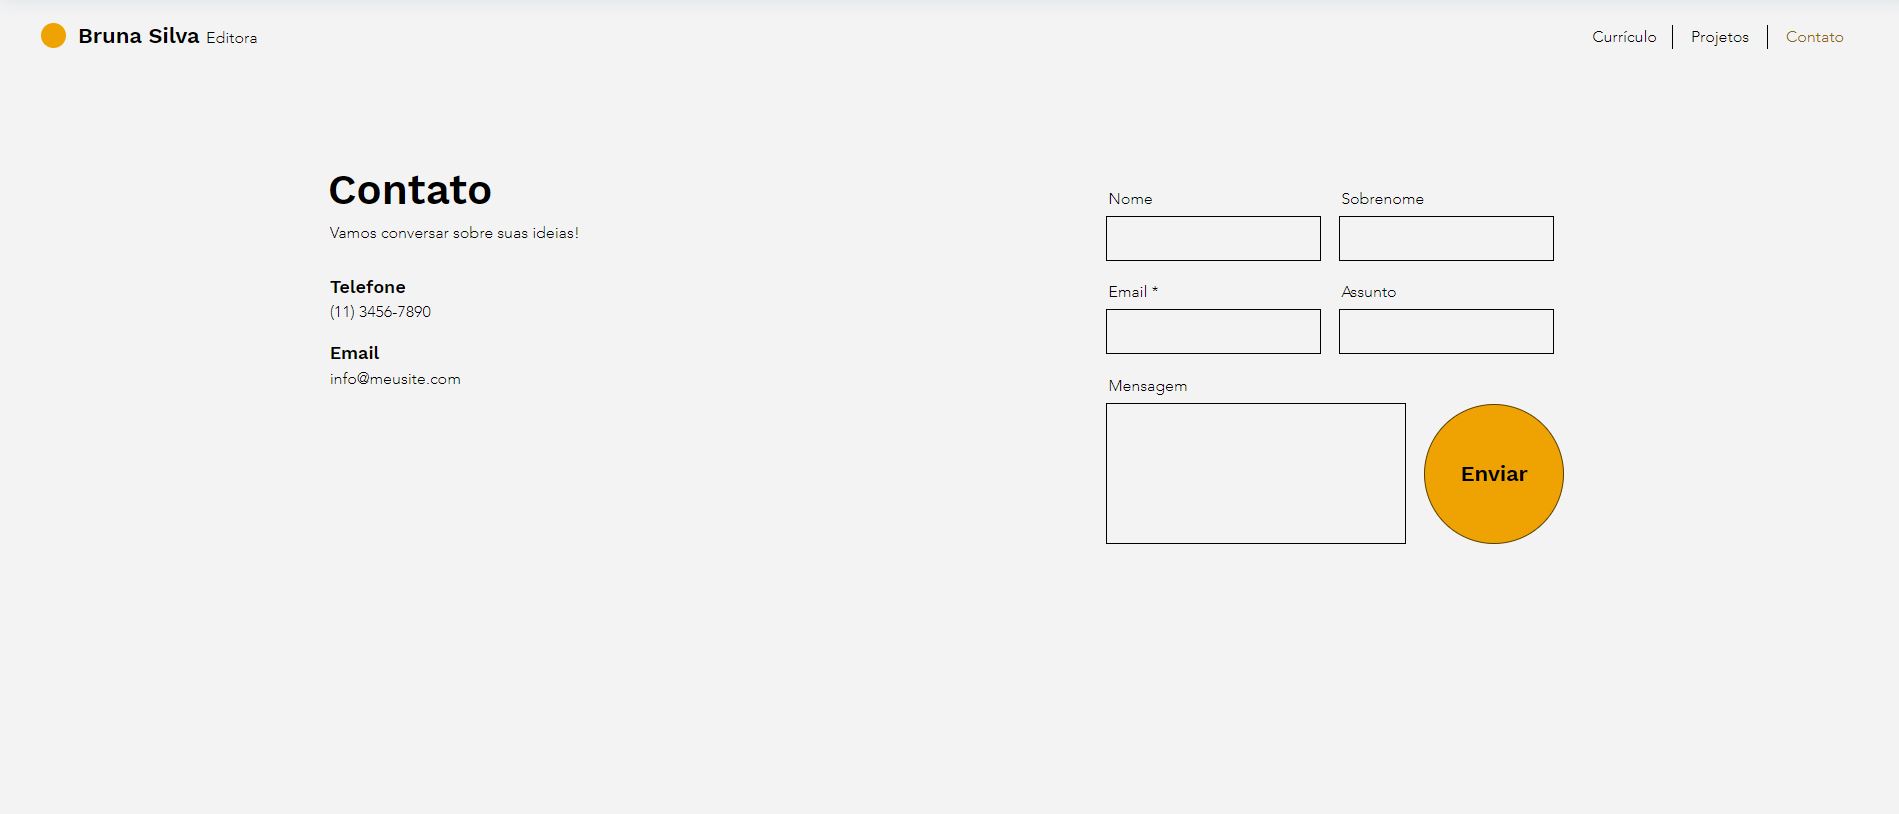 Bruna Silva Editora
Currículo
Projetos
Contato
Contato
Vamos conversar sobre suas ideias!
Telefone
(11) 3456-7890
Email
info@meusite.com
Nome
Sobrenome
Email *
Assunto
Mensagem
Enviar